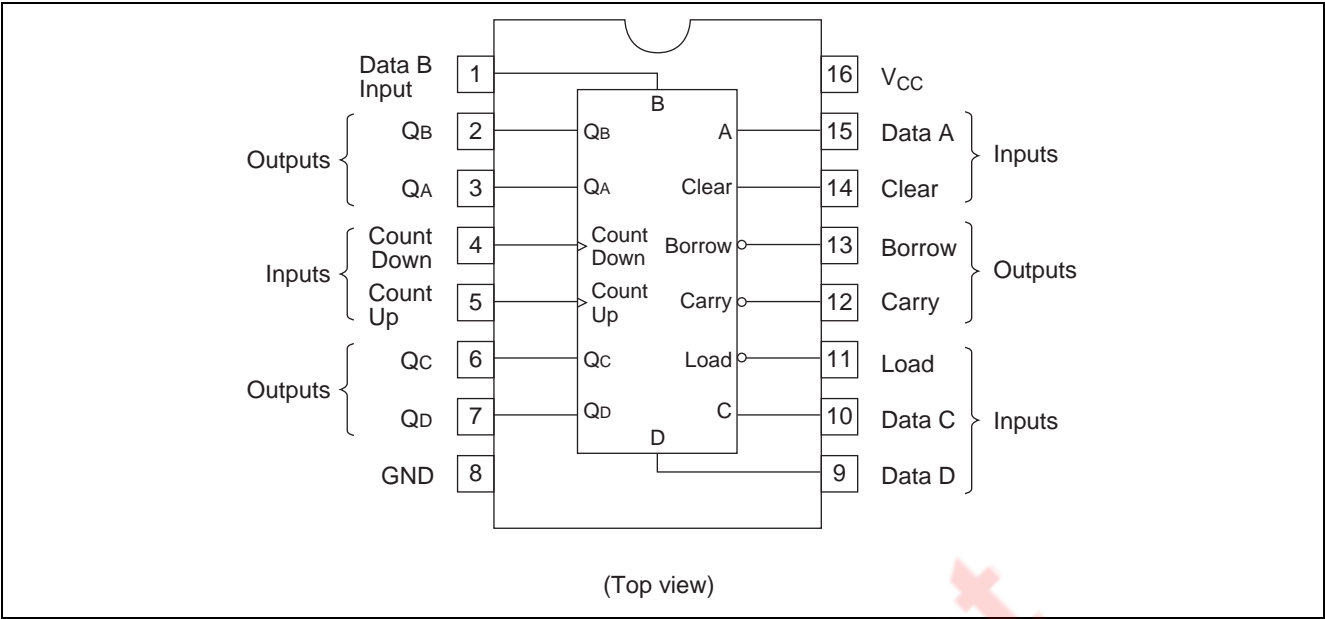 Data B
Input
1
16
VCC
B
QB
2
QB
A
15
Data A
Outputs
Inputs
QA
3
QA
Clear
14
Clear
Count
Down
4
Count
Down
Borrow
13
Borrow
Inputs
Outputs
Count
Up
5
Count
Up
Carry
12
Carry
QC
6
QC
Load
11
Load
Outputs
Inputs
QD
7
QD
C
10
Data C
D
GND
8
9
Data D
(Top view)